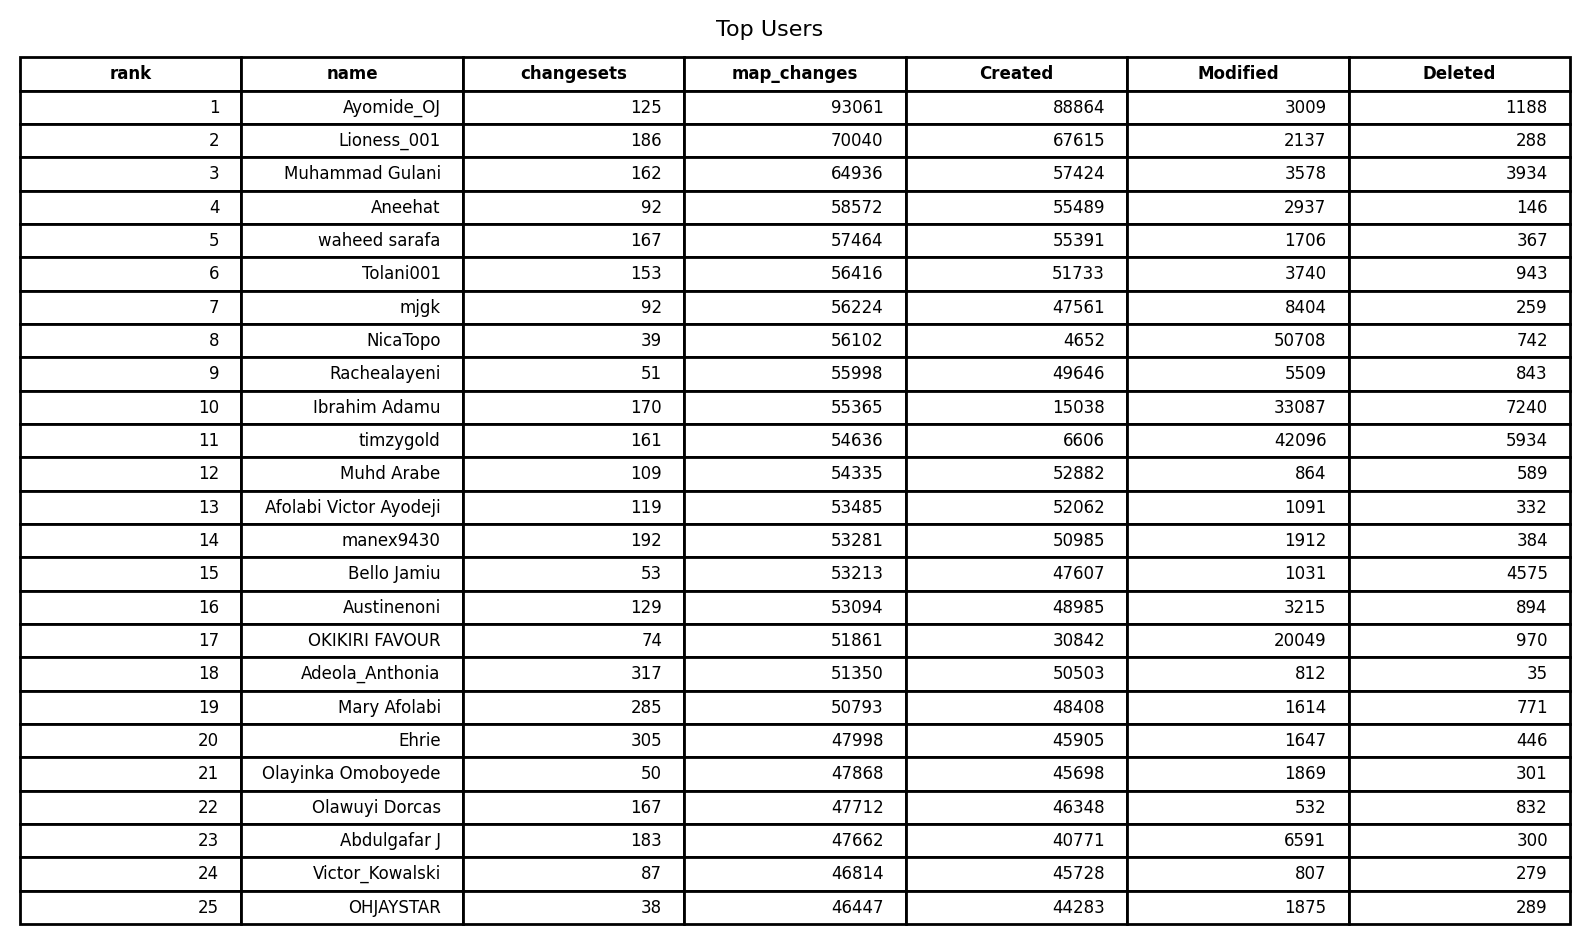 Top Users
rank name changesets map_changes Created Modified Deleted
1 Ayomide_OJ 125 93061 88864 3009 1188
2 Lioness_001 186 70040 67615 2137 288
3 Muhammad Gulani 162 64936 57424 3578 3934
4 Aneehat 92 58572 55489 2937 146
5 waheed sarafa 167 57464 55391 1706 367
6 Tolani001 153 56416 51733 3740 943
7 mjgk 92 56224 47561 8404 259
8 NicaTopo 39 56102 4652 50708 742
9 Rachealayeni 51 55998 49646 5509 843
10 Ibrahim Adamu 170 55365 15038 33087 7240
11 timzygold 161 54636 6606 42096 5934
12 Muhd Arabe 109 54335 52882 864 589
13 Afolabi Victor Ayodeji 119 53485 52062 1091 332
14 manex9430 192 53281 50985 1912 384
15 Bello Jamiu 53 53213 47607 1031 4575
16 Austinenoni 129 53094 48985 3215 894
17 OKIKIRI FAVOUR 74 51861 30842 20049 970
18 Adeola_Anthonia 317 51350 50503 812 35
19 Mary Afolabi 285 50793 48408 1614 771
20 Ehrie 305 47998 45905 1647 446
21 Olayinka Omoboyede 50 47868 45698 1869 301
22 Olawuyi Dorcas 167 47712 46348 532 832
23 Abdulgafar J 183 47662 40771 6591 300
24 Victor_Kowalski 87 46814 45728 807 279
25 OHJAYSTAR 38 46447 44283 1875 289